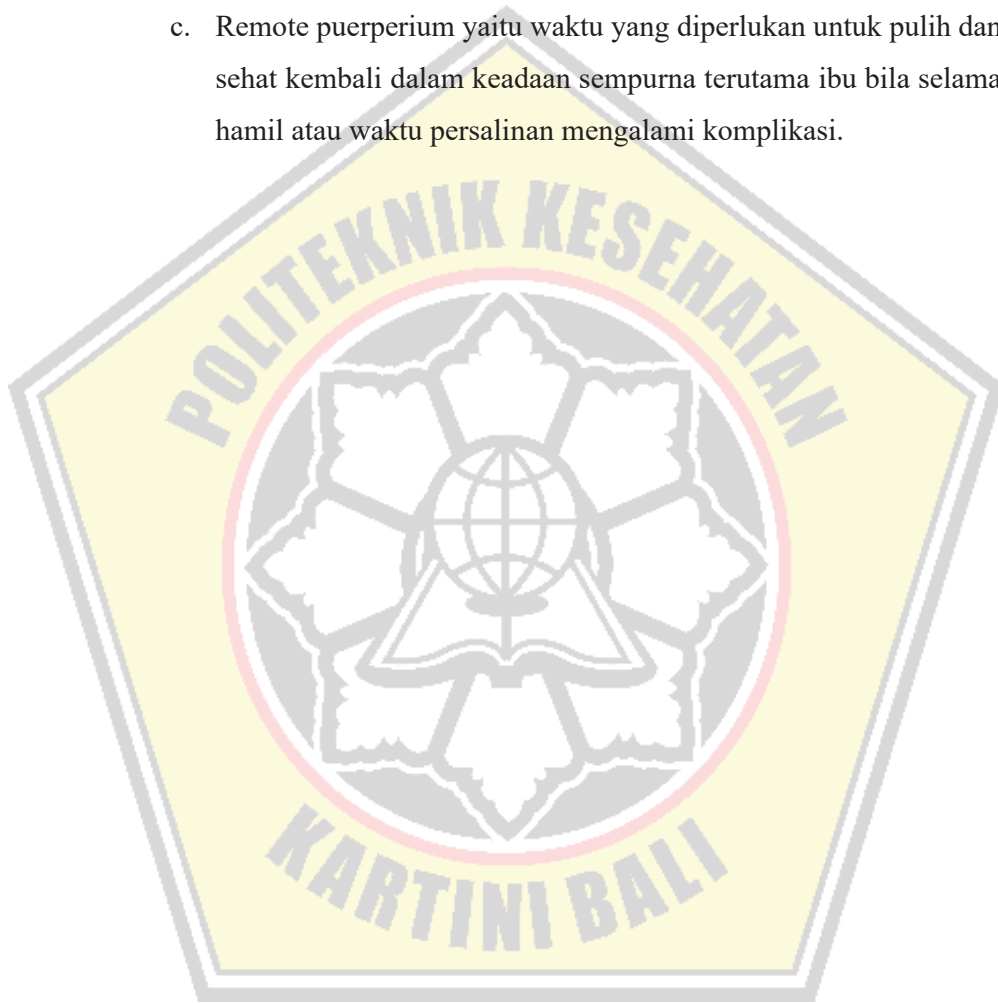 c. Remote puerperium yaitu waktu yang diperlukan untuk pulih dan
sehat kembali dalam keadaan sempurna terutama ibu bila selama
hamil atau waktu persalinan mengalami komplikasi.
POLITEKNIK KESEHATAN
KARTINI BALI